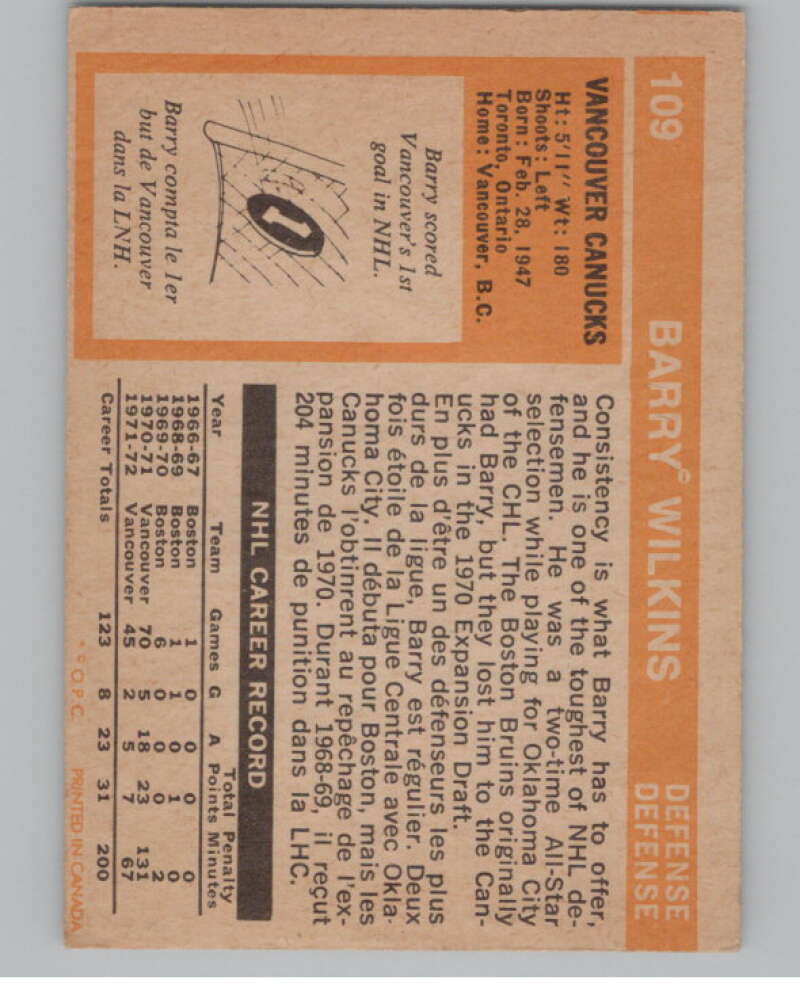 109 BARRY WILKINS DEFENSE
DEFENSE
VANCOUVER CANUCKS
Ht: 5'11" Wt: 180
Shoots: Left
Born: Feb. 28, 1947
Toronto, Ontario
Home: Vancouver, B.C.
Barry scored
Vancouver's 1st
goal in NHL.
1
Barry compta le 1er
but de Vancouver
dans la LNH.
Consistency is what Barry has to offer,
and he is one of the toughest of NHL de-
fensemen. He was a two-time All-Star
selection while playing for Oklahoma City
of the CHL. The Boston Bruins originally
had Barry, but they lost him to the Can-
ucks in the 1970 Expansion Draft.
En plus d'être un des défenseurs les plus
durs de la ligue, Barry est régulier. Deux
fois étoile de la Ligue Centrale avec Okla-
homa City. Il débuta pour Boston, mais les
Canucks l'obtinrent au repêchage de l'ex-
pansion de 1970. Durant 1968-69, il reçut
204 minutes de punition dans la LHC.
NHL CAREER RECORD
Total Penalty
Year Team Games G A Points Minutes
1966-67 Boston 1 0 0 0 0
1968-69 Boston 1 1 0 1 0
1969-70 Boston 6 0 0 0 2
1970-71 Vancouver 70 5 18 23 131
1971-72 Vancouver 45 2 5 7 67
Career Totals 123 8 23 31 200
* © O.P.C. PRINTED IN CANADA